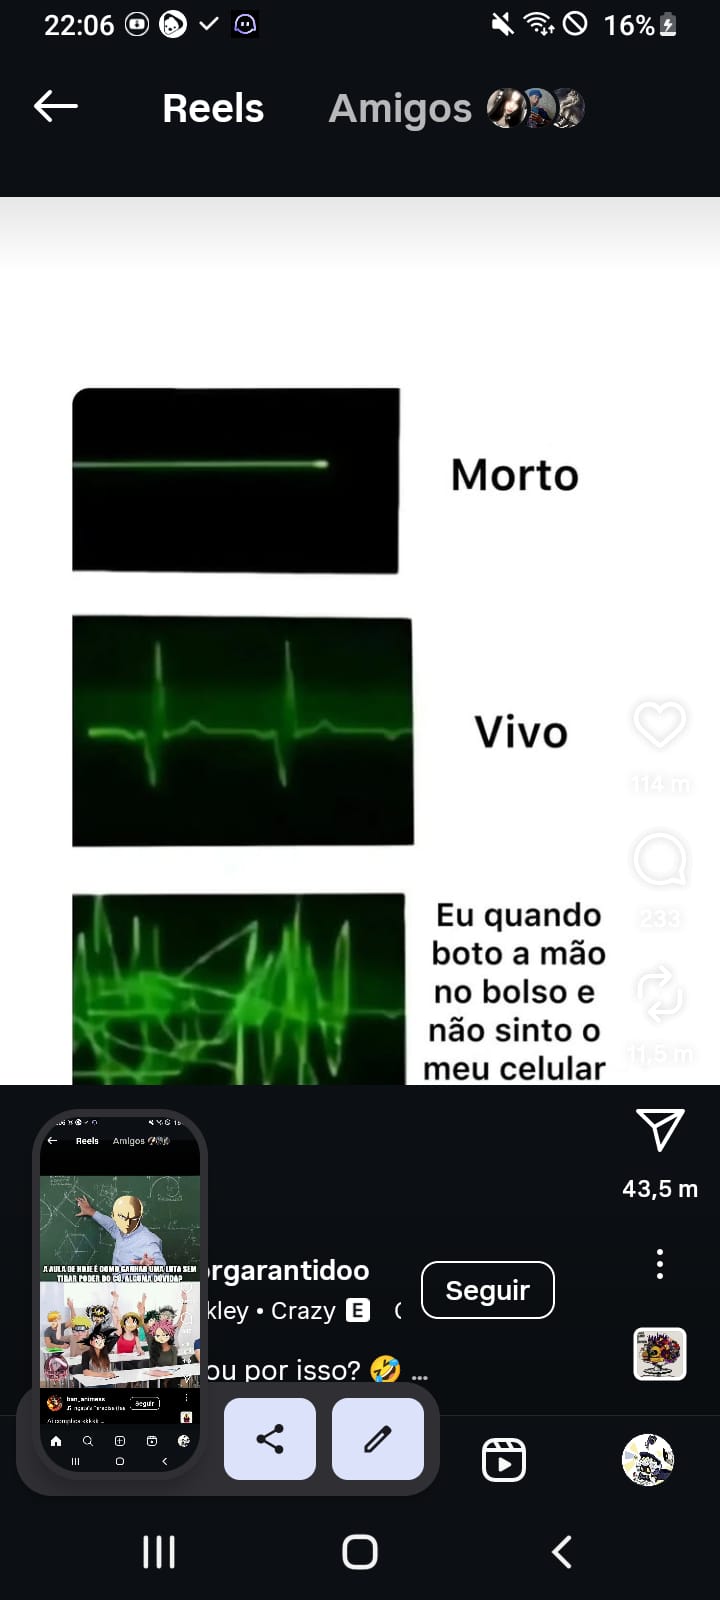 22:06
16%
Reels
Amigos
Morto
Vivo
114 m
233
11,5 m
Eu quando
boto a mão
no bolso e
não sinto o
meu celular
43,5 m
Reels
Amigos
A AULA DE HOJE É COMO GANHAR UMA LUTA SEM
TIRAR PODER DO CÚ, ALGUMA DÚVIDA?
Seguir
rgarantidoo
Seguir
kley • Crazy E
ou por isso? 🤣 ...